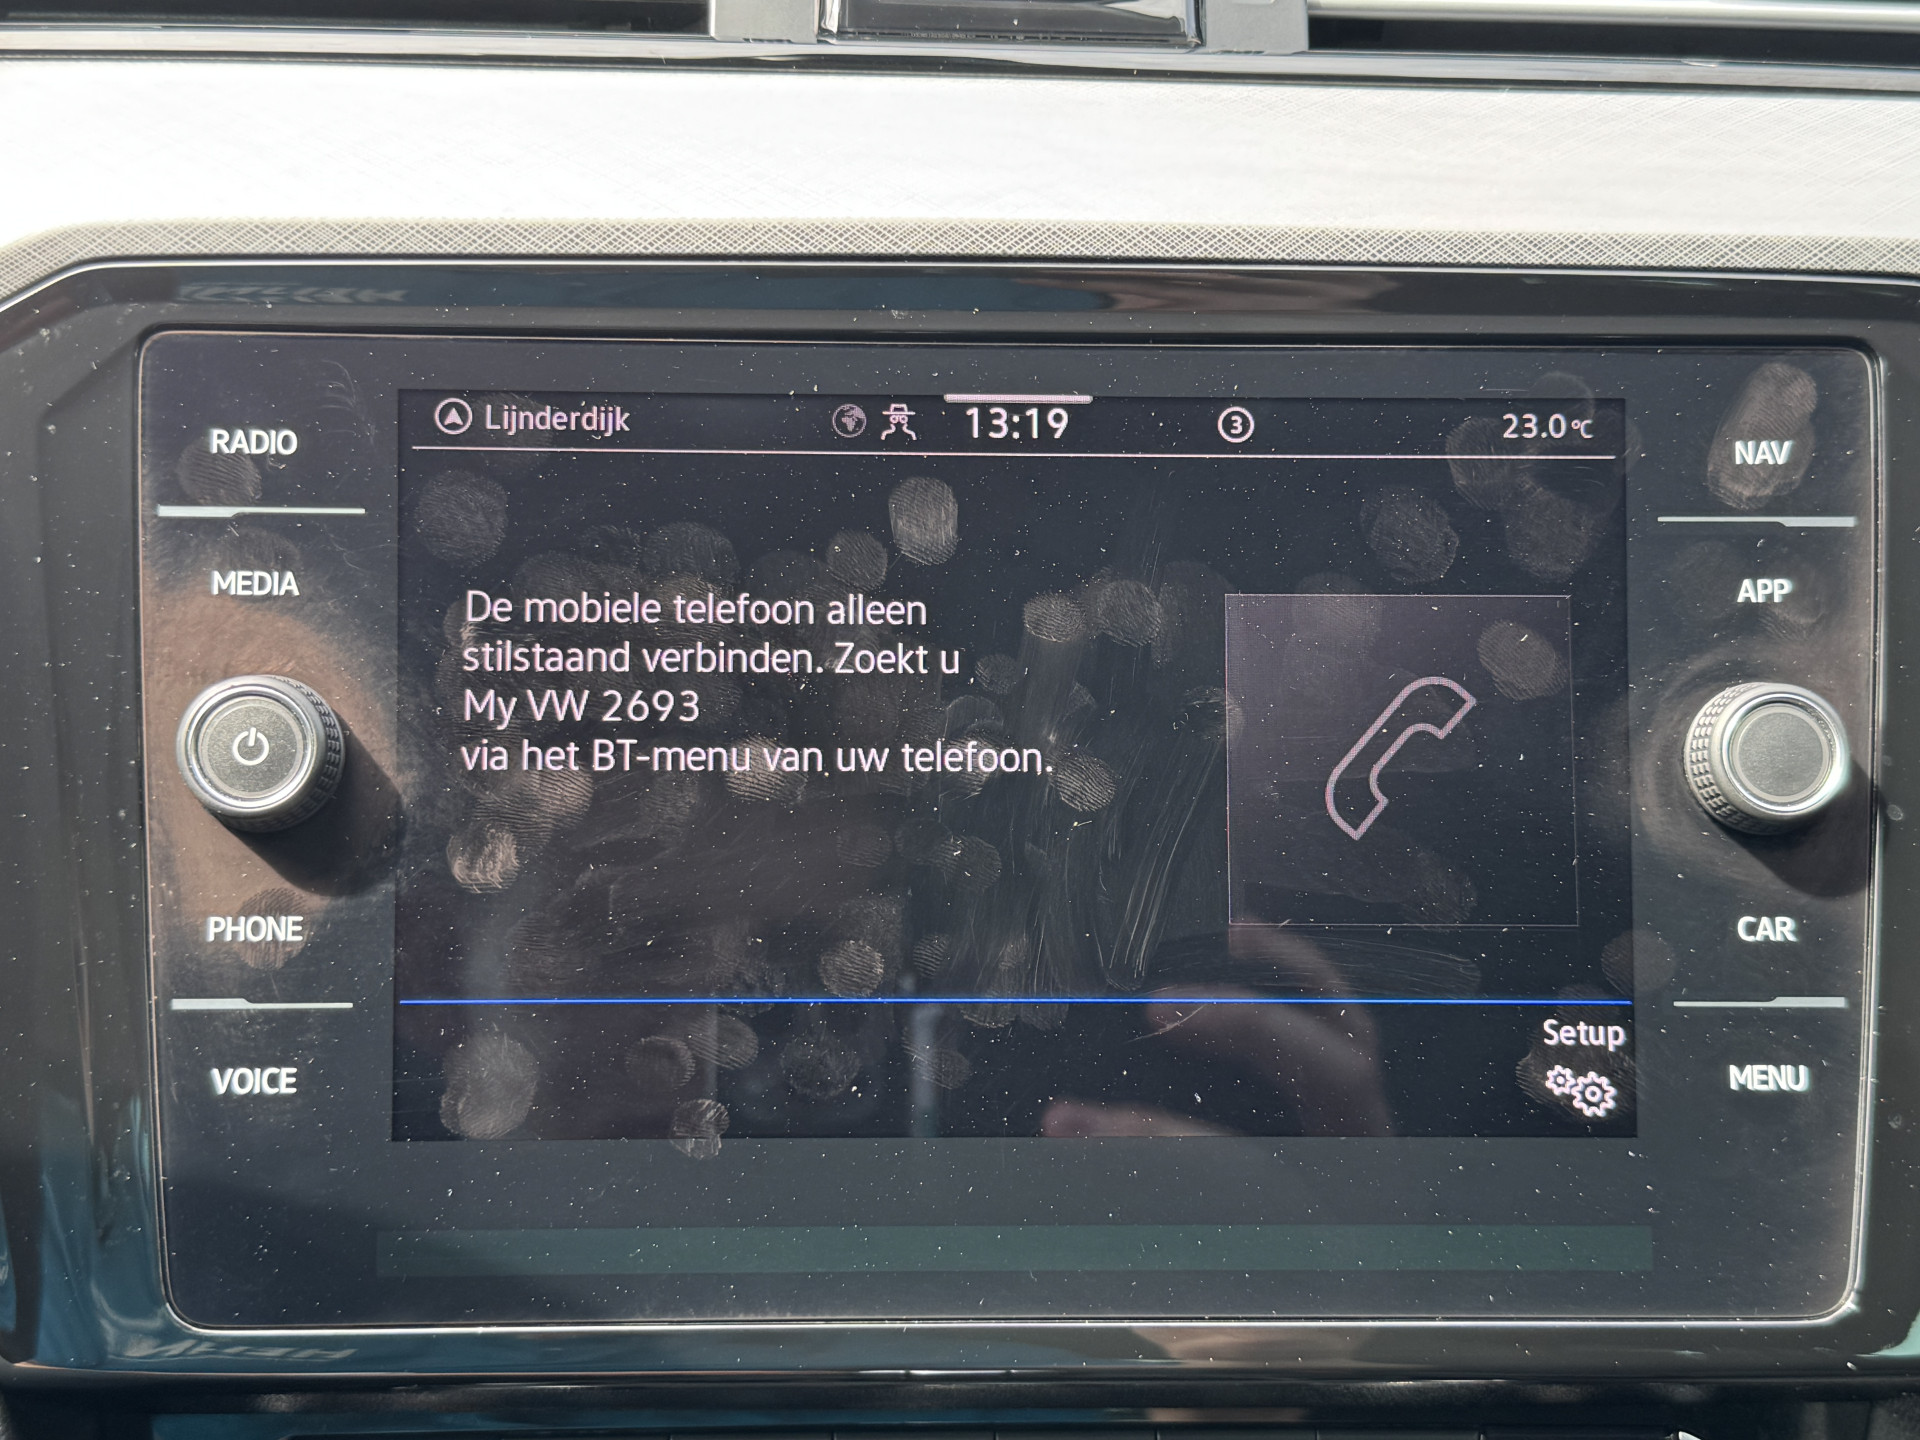 Lijnderdijk 13:19 3 23.0 °C
RADIO NAV
MEDIA APP
De mobiele telefoon alleen
stilstaand verbinden. Zoekt u
My VW 2693
via het BT-menu van uw telefoon.
PHONE CAR
Setup
VOICE MENU